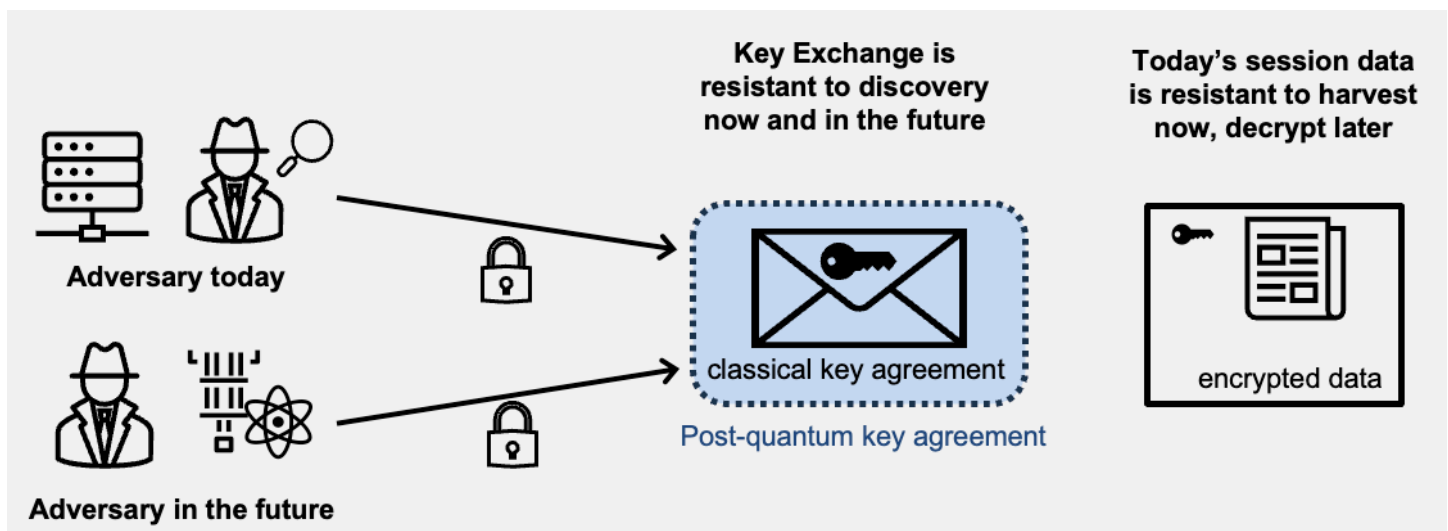 Key Exchange is
resistant to discovery
now and in the future
Today’s session data
is resistant to harvest
now, decrypt later
Adversary today
classical key agreement
encrypted data
Post-quantum key agreement
Adversary in the future